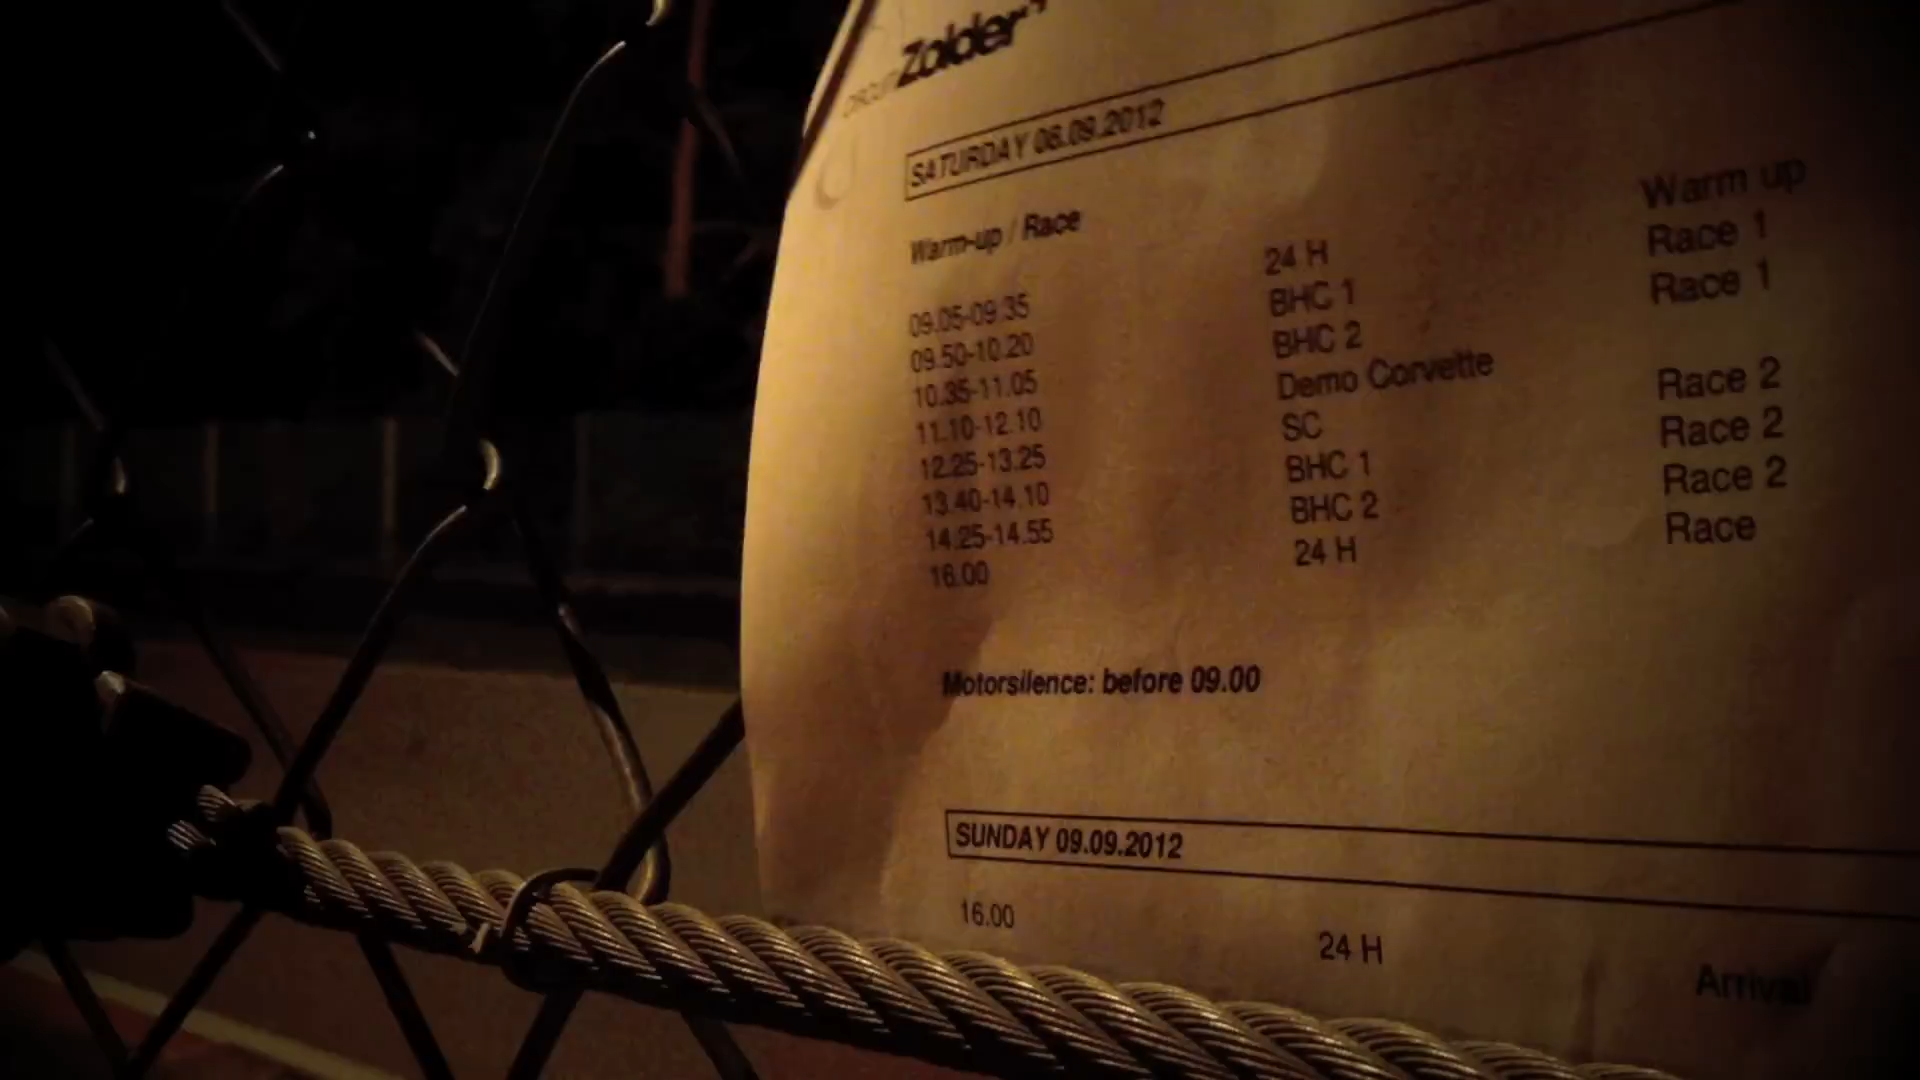 CIRCUIT Zolder
SATURDAY 08.09.2012
Warm-up / Race
09.05-09.35 24 H Warm up
09.50-10.20 BHC 1 Race 1
10.35-11.05 BHC 2 Race 1
11.10-12.10 Demo Corvette
12.25-13.25 SC Race 2
13.40-14.10 BHC 1 Race 2
14.25-14.55 BHC 2 Race 2
16.00 24 H Race
Motorsilence: before 09.00
SUNDAY 09.09.2012
16.00 24 H Arrival